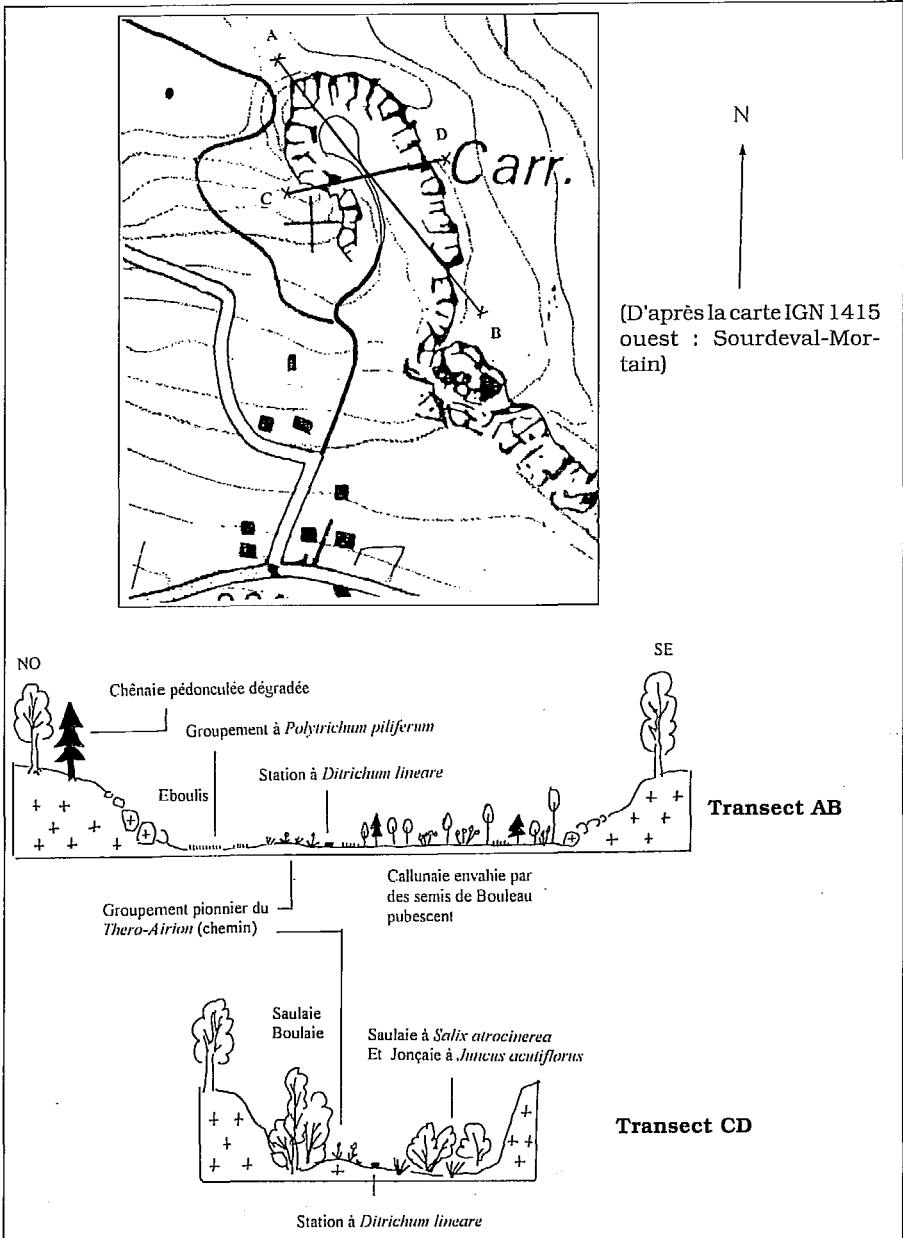 A
N
D
Carr.
C
B
(D'après la carte IGN 1415
ouest : Sourdeval-Mor-
tain)
NO
SE
Chênaie pédonculée dégradée
Groupement à Polytrichum piliferum
Eboulis
Station à Ditrichum lineare
Transect AB
Callunaie envahie par
des semis de Bouleau
pubescent
Groupement pionnier du
Thero-Airion (chemin)
Saulaie
Boulaie
Saulaie à Salix atrocinerea
Et Jonçaie à Juncus acutiflorus
Transect CD
Station à Ditrichum lineare